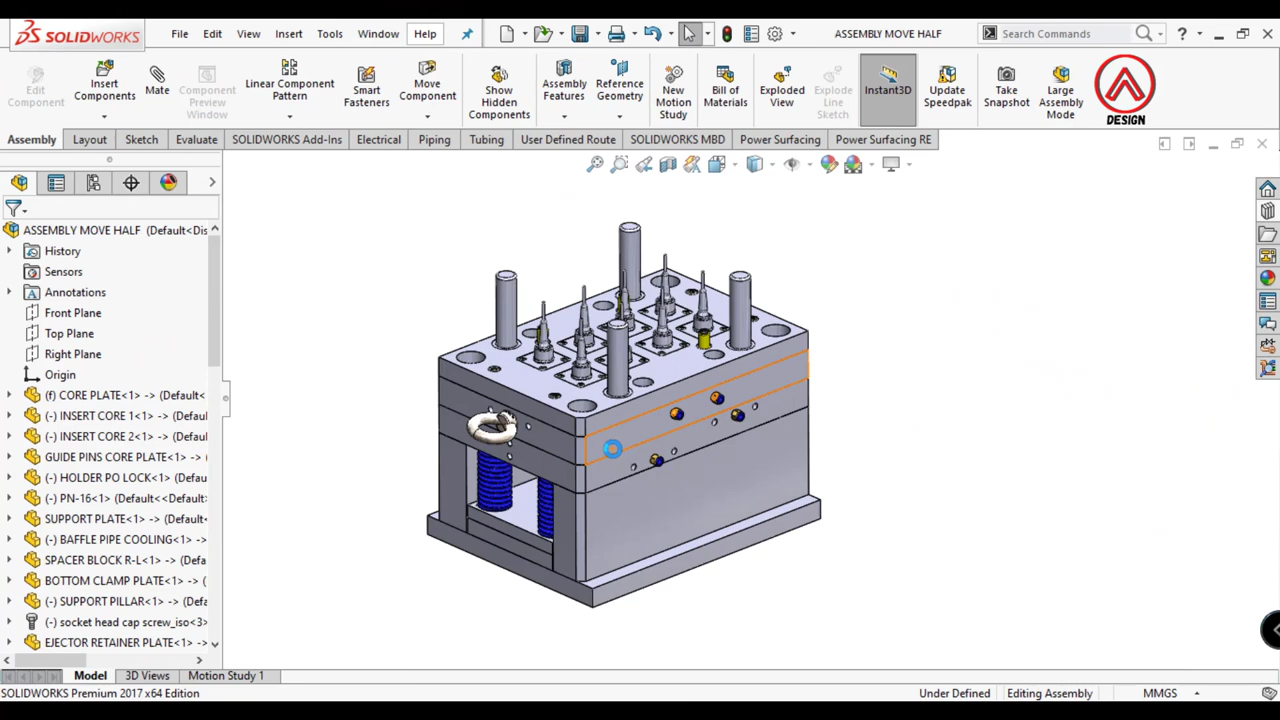 SOLIDWORKS
File Edit View Insert Tools Window Help
ASSEMBLY MOVE HALF
Search Commands
?
Edit Component
Insert Components
Mate
Component Preview Window
Linear Component Pattern
Smart Fasteners
Move Component
Show Hidden Components
Assembly Features
Reference Geometry
New Motion Study
Bill of Materials
Exploded View
Explode Line Sketch
Instant3D
Update Speedpak
Take Snapshot
Large Assembly Mode
DESIGN
Assembly Layout Sketch Evaluate SOLIDWORKS Add-Ins Electrical Piping Tubing User Defined Route SOLIDWORKS MBD Power Surfacing Power Surfacing RE
ASSEMBLY MOVE HALF (Default<Dis
History
Sensors
Annotations
Front Plane
Top Plane
Right Plane
Origin
(f) CORE PLATE<1> -> (Default<
(-) INSERT CORE 1<1> -> (Defau
(-) INSERT CORE 2<1> -> (Defau
GUIDE PINS CORE PLATE<1> ->
(-) HOLDER PO LOCK<1> -> (Def
(-) PN-16<1> (Default<<Default
SUPPORT PLATE<1> -> (Default
(-) BAFFLE PIPE COOLING<1> ->
SPACER BLOCK R-L<1> -> (Defa
BOTTOM CLAMP PLATE<1> -> (
(-) SUPPORT PILLAR<1> -> (Defa
(-) socket head cap screw_iso<3>
EJECTOR RETAINER PLATE<1> ->
Model 3D Views Motion Study 1
SOLIDWORKS Premium 2017 x64 Edition
Under Defined Editing Assembly MMGS